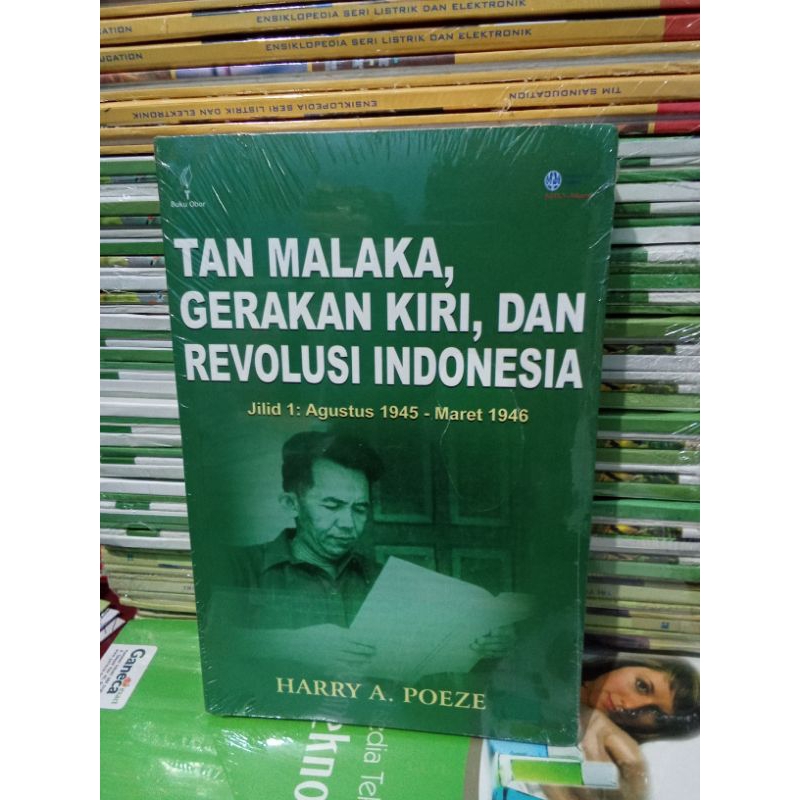 ENSIKLOPEDIA SERI LISTRIK DAN ELEKTRONIK
ENSIKLOPEDIA SERI LISTRIK DAN ELEKTRONIK
TIM SAINDUCATION
ENSIKLOPEDIA SERI LISTRIK DAN ELEKTRONIK
Buku Obor
TAN MALAKA,
GERAKAN KIRI, DAN
REVOLUSI INDONESIA
Jilid 1: Agustus 1945 - Maret 1946
HARRY A. POEZE
Ganeca